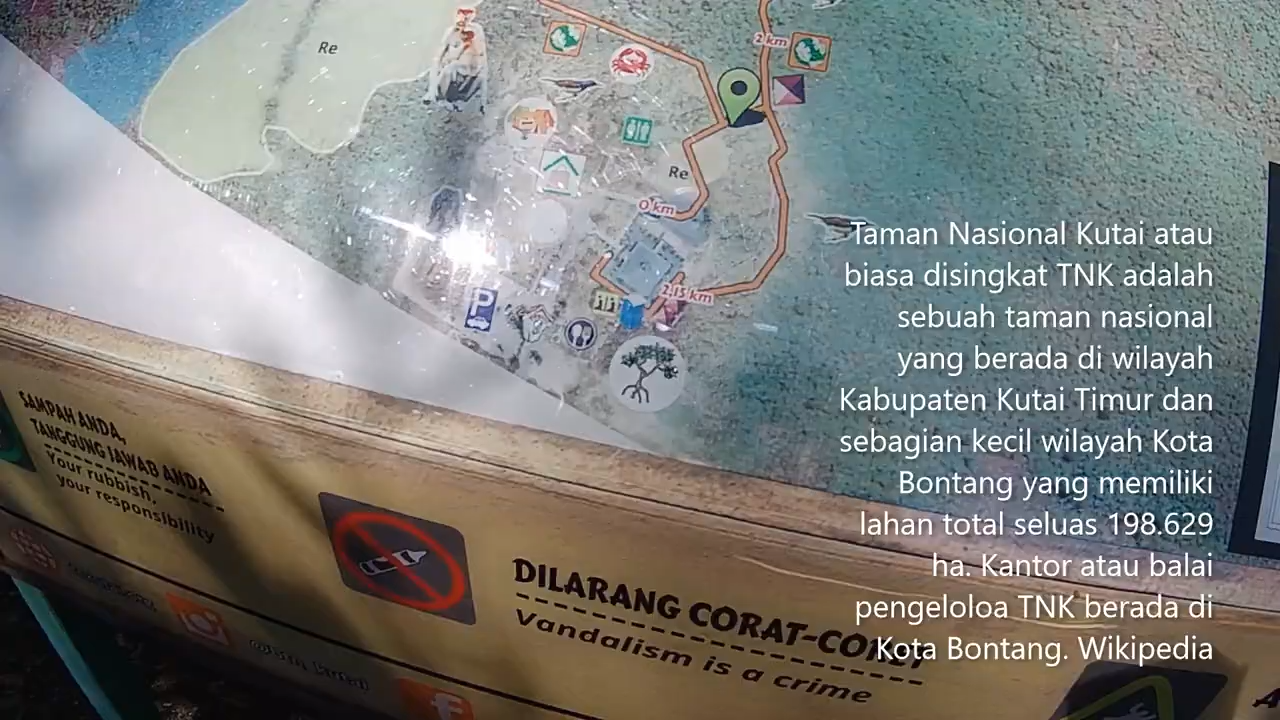 Re
2 km
Re
0 km
2.15 km
P
Taman Nasional Kutai atau
biasa disingkat TNK adalah
sebuah taman nasional
yang berada di wilayah
Kabupaten Kutai Timur dan
sebagian kecil wilayah Kota
Bontang yang memiliki
lahan total seluas 198.629
ha. Kantor atau balai
pengeloloa TNK berada di
Kota Bontang. Wikipedia
SAMPAH ANDA,
TANGGUNG JAWAB ANDA
Your rubbish,
your responsibility
DILARANG CORAT-CORET
Vandalism is a crime